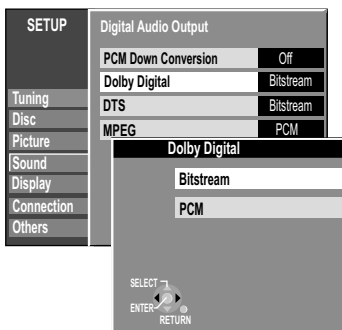 SETUP
Digital Audio Output
PCM Down Conversion Off
Dolby Digital Bitstream
DTS Bitstream
MPEG PCM
Tuning
Disc
Picture
Sound
Display
Connection
Others
Dolby Digital
Bitstream
PCM
SELECT
ENTER
RETURN